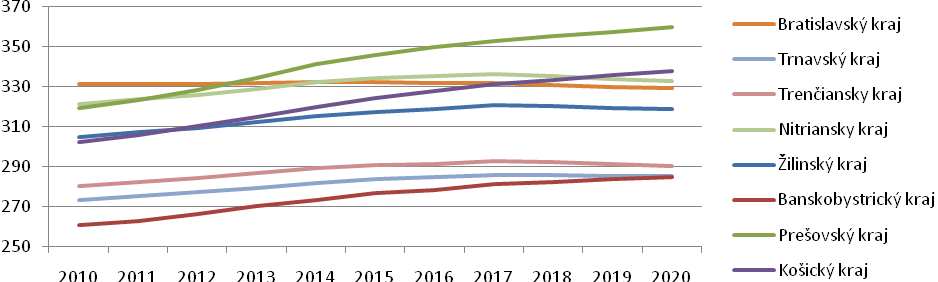 370
350
330
310
290
270
250
2010 2011 2012 2013 2014 2015 2016 2017 2018 2019 2020
Bratislavský kraj
Trnavský kraj
Trenčiansky kraj
Nitriansky kraj
Žilinský kraj
Banskobystrický kraj
Prešovský kraj
Košický kraj